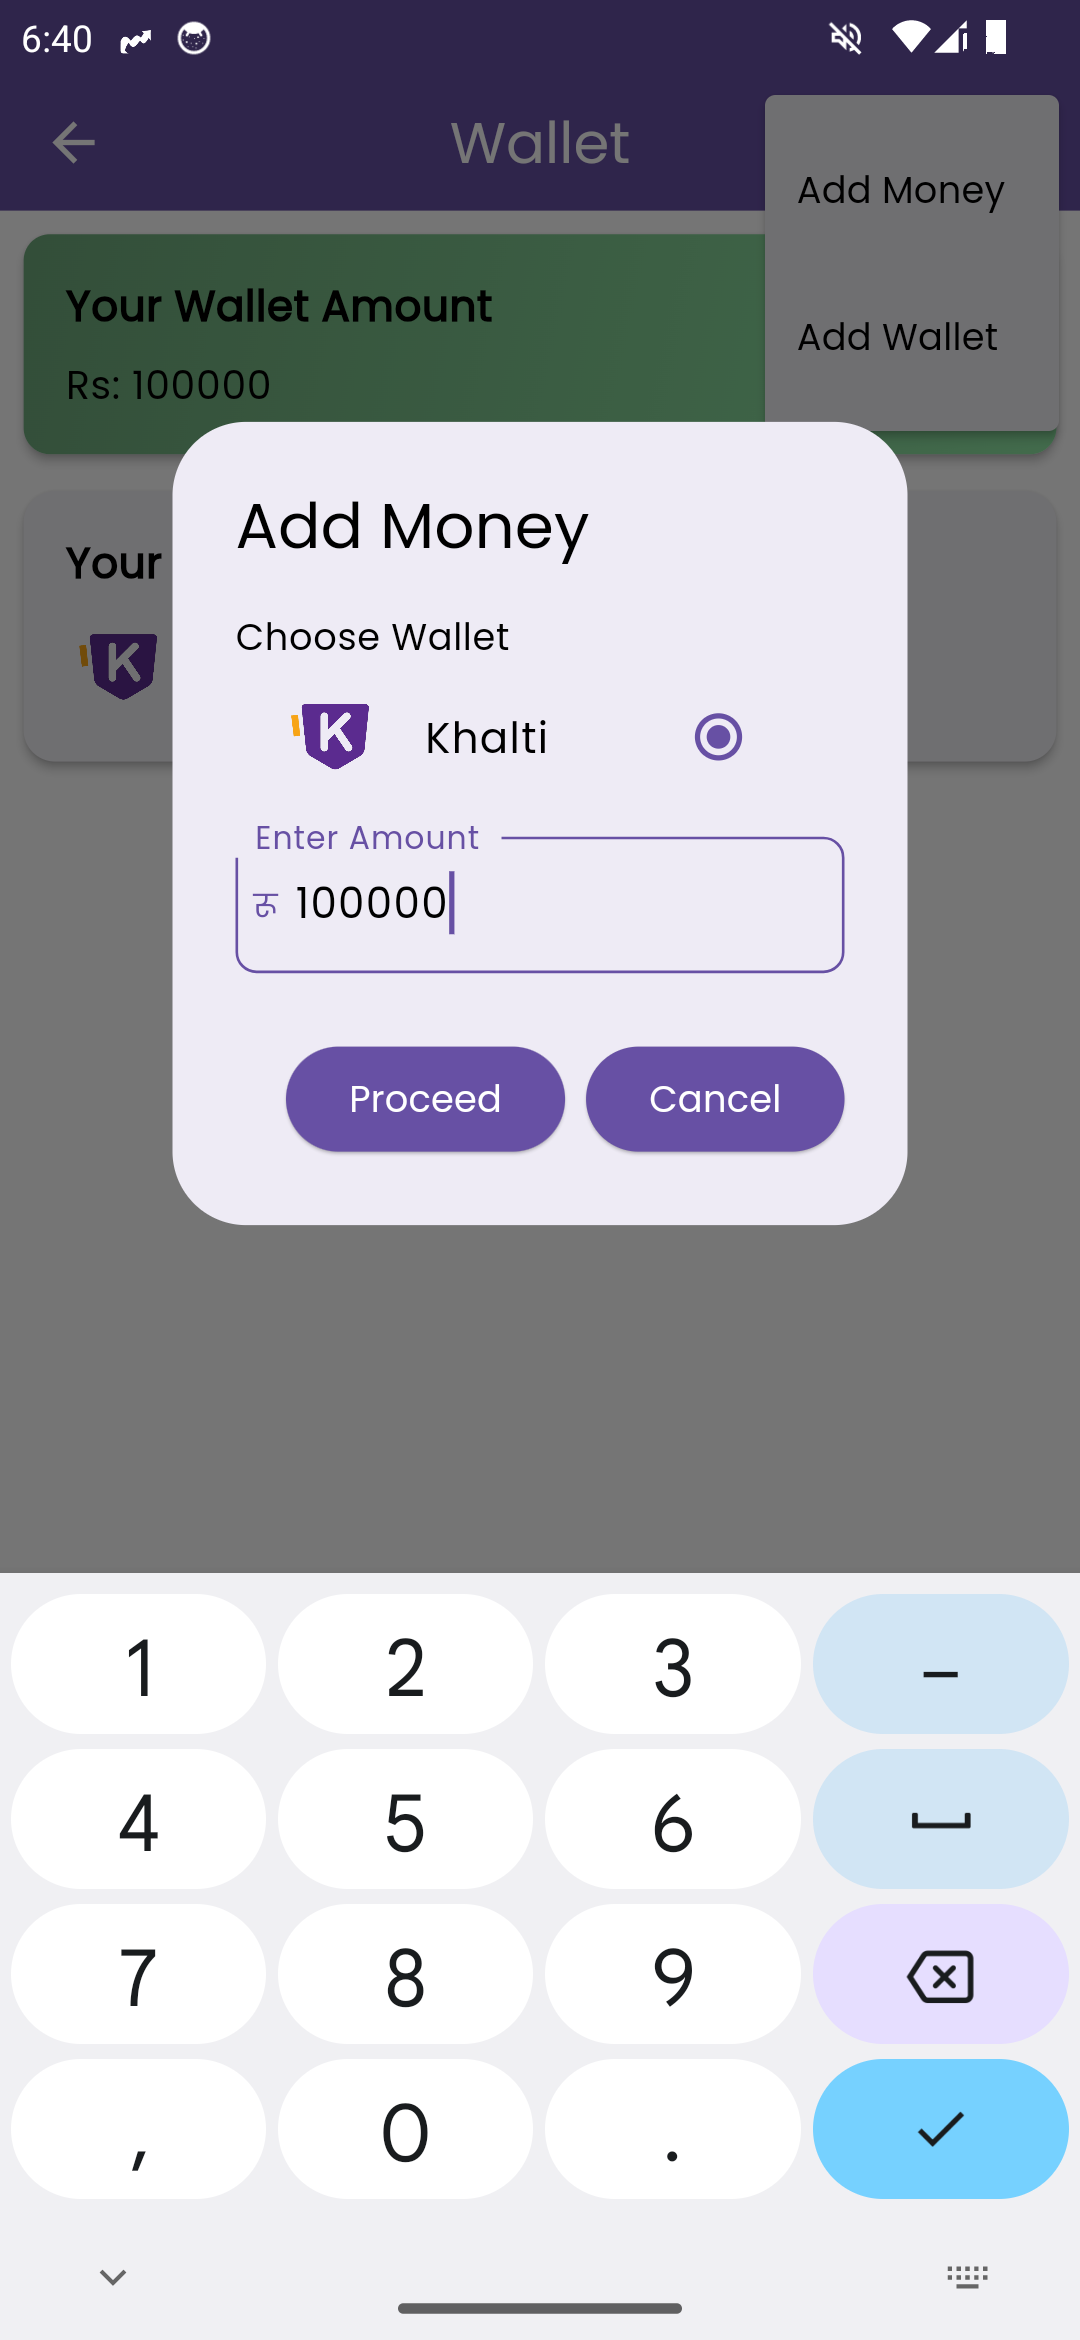 6:40
Wallet
Add Money
Add Wallet
Your Wallet Amount
Rs: 100000
Your
K
Add Money
Choose Wallet
K Khalti
Enter Amount
रू 100000
Proceed Cancel
1 2 3 –
4 5 6
7 8 9
, 0 .